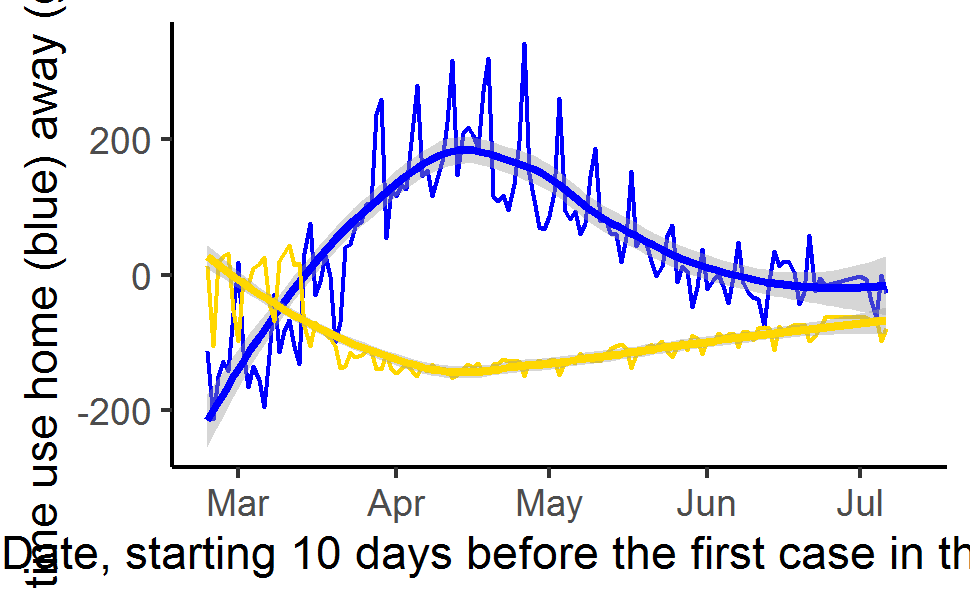 time use home (blue) away (
200
0
-200
Mar Apr May Jun Jul
Date, starting 10 days before the first case in th